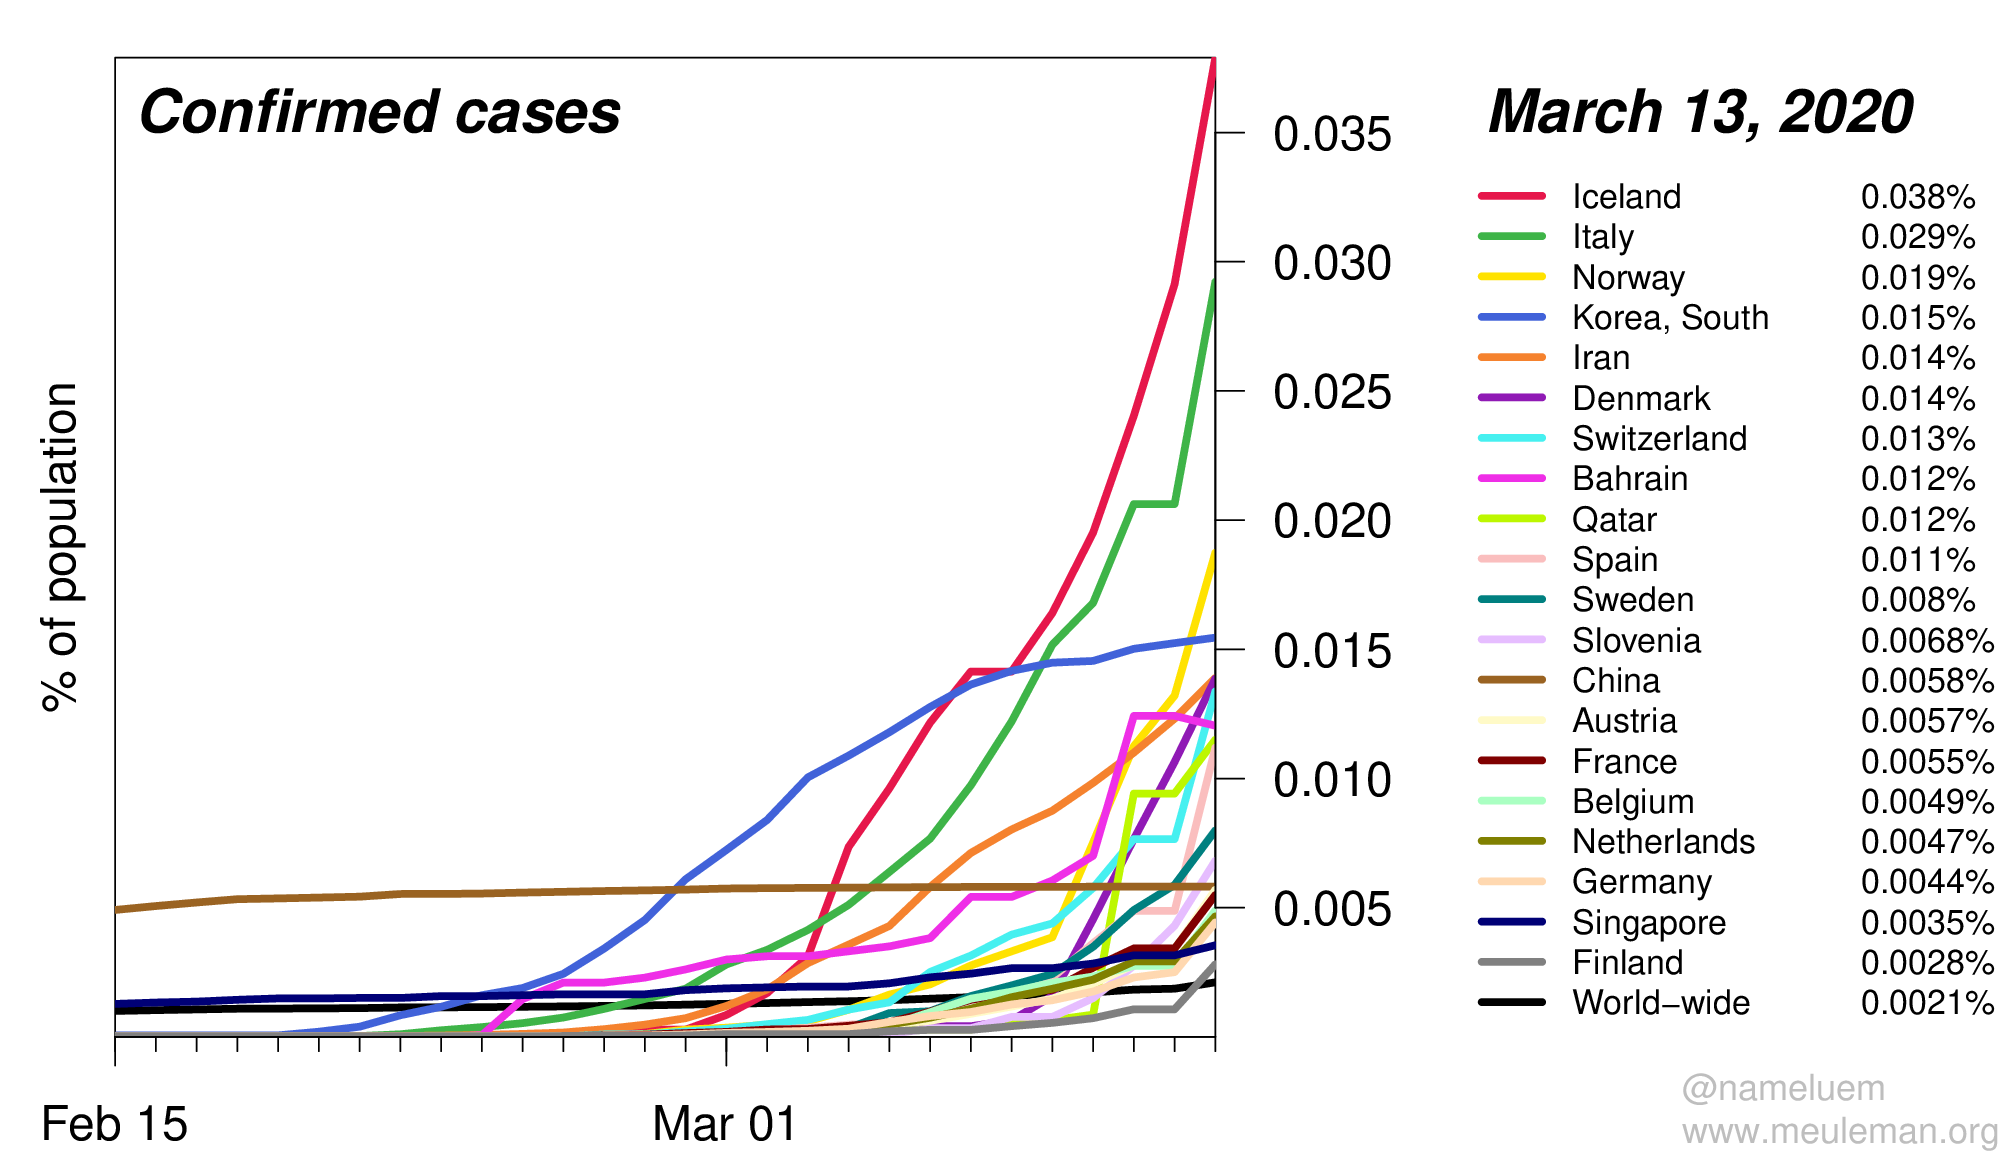 Confirmed cases
March 13, 2020
% of population
0.035
0.030
0.025
0.020
0.015
0.010
0.005
Feb 15
Mar 01
Iceland 0.038%
Italy 0.029%
Norway 0.019%
Korea, South 0.015%
Iran 0.014%
Denmark 0.014%
Switzerland 0.013%
Bahrain 0.012%
Qatar 0.012%
Spain 0.011%
Sweden 0.008%
Slovenia 0.0068%
China 0.0058%
Austria 0.0057%
France 0.0055%
Belgium 0.0049%
Netherlands 0.0047%
Germany 0.0044%
Singapore 0.0035%
Finland 0.0028%
World−wide 0.0021%
@nameluem
www.meuleman.org